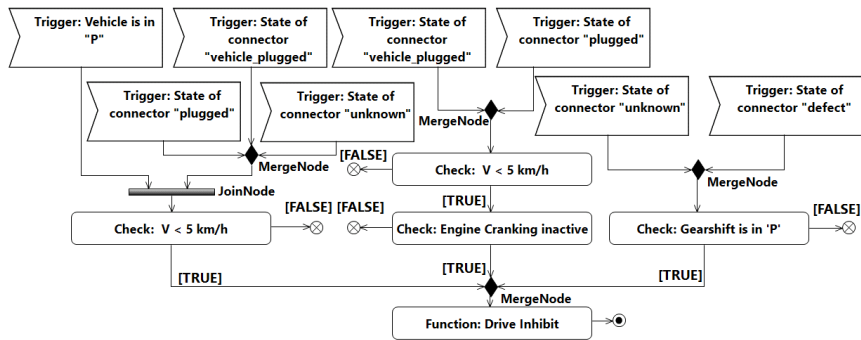 Trigger: Vehicle is in
"P"
Trigger: State of
connector
"vehicle_plugged"
Trigger: State of
connector
"vehicle_plugged"
Trigger: State of
connector "plugged"
Trigger: State of
connector "plugged"
Trigger: State of
connector "unknown"
Trigger: State of
connector "unknown"
Trigger: State of
connector "defect"
MergeNode
MergeNode
MergeNode
JoinNode
[FALSE]
Check:  V < 5 km/h
[TRUE]
Check:  V < 5 km/h
[FALSE]
[FALSE]
Check: Engine Cranking inactive
Check: Gearshift is in 'P'
[FALSE]
[TRUE]
[TRUE]
[TRUE]
MergeNode
Function: Drive Inhibit